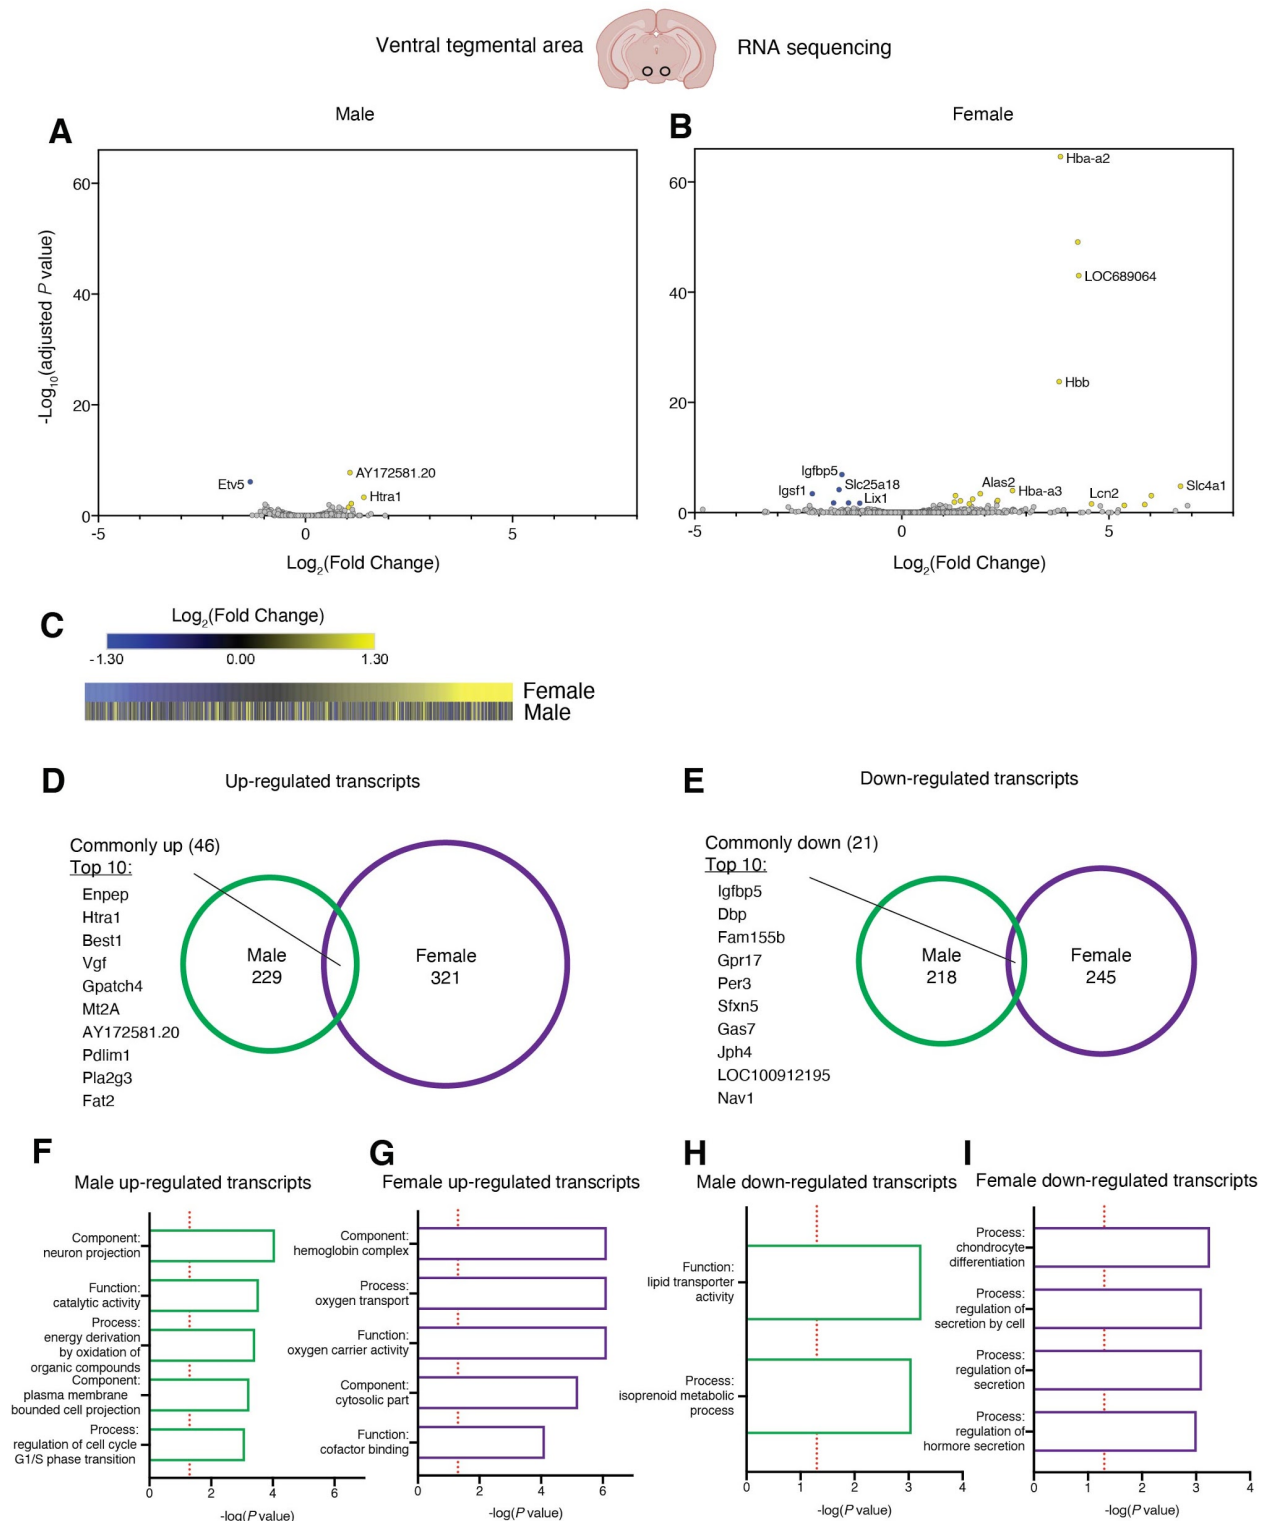 Ventral tegmental area
RNA sequencing
A
Male
-Log10(adjusted P value)
60
40
20
0
-5
0
5
Log2(Fold Change)
Etv5
AY172581.20
Htra1
B
Female
60
40
20
0
-5
0
5
Log2(Fold Change)
Hba-a2
LOC689064
Hbb
Igfbp5
Igsf1
Slc25a18
Lix1
Alas2
Hba-a3
Lcn2
Slc4a1
C
Log2(Fold Change)
-1.30
0.00
1.30
Female
Male
D
Up-regulated transcripts
Commonly up (46)
Top 10:
Enpep
Htra1
Best1
Vgf
Gpatch4
Mt2A
AY172581.20
Pdlim1
Pla2g3
Fat2
Male
229
Female
321
E
Down-regulated transcripts
Commonly down (21)
Top 10:
Igfbp5
Dbp
Fam155b
Gpr17
Per3
Sfxn5
Gas7
Jph4
LOC100912195
Nav1
Male
218
Female
245
F
Male up-regulated transcripts
Component:
neuron projection
Function:
catalytic activity
Process:
energy derivation
by oxidation of
organic compounds
Component:
plasma membrane
bounded cell projection
Process:
regulation of cell cycle
G1/S phase transition
0
2
4
6
-log(P value)
G
Female up-regulated transcripts
Component:
hemoglobin complex
Process:
oxygen transport
Function:
oxygen carrier activity
Component:
cytosolic part
Function:
cofactor binding
0
2
4
6
-log(P value)
H
Male down-regulated transcripts
Function:
lipid transporter
activity
Process:
isoprenoid metabolic
process
0
1
2
3
4
-log(P value)
I
Female down-regulated transcripts
Process:
chondrocyte
differentiation
Process:
regulation of
secretion by cell
Process:
regulation of
secretion
Process:
regulation of
hormore secretion
0
1
2
3
4
-log(P value)